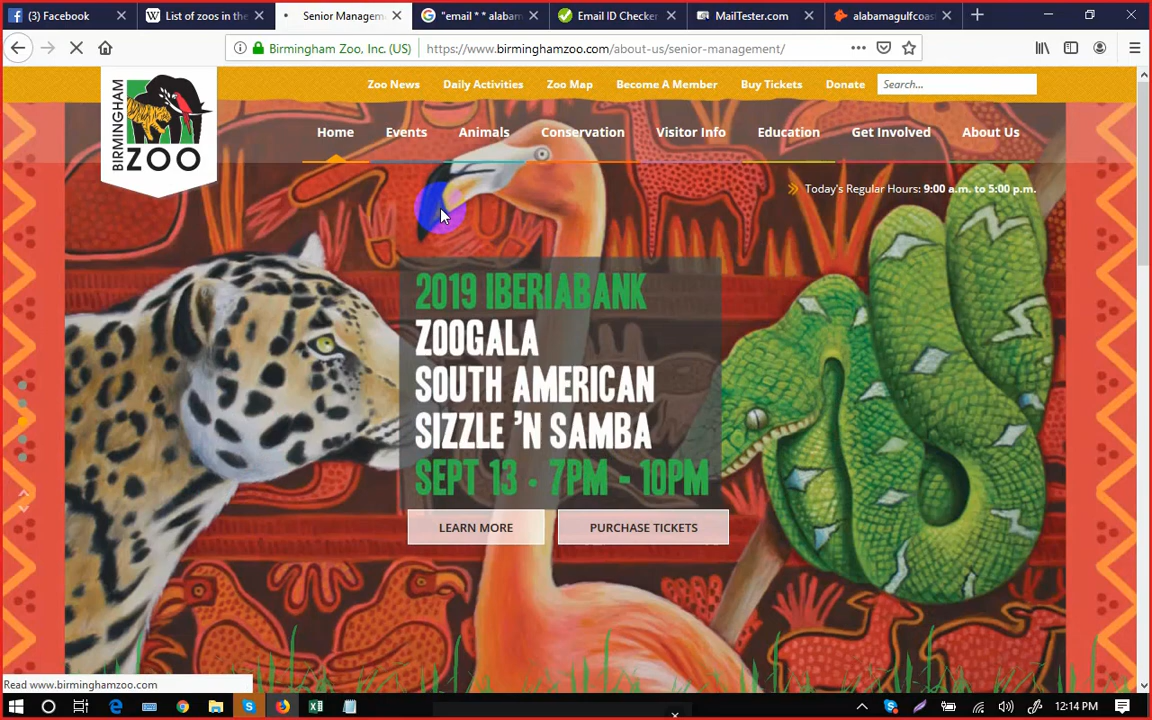 (3) Facebook
List of zoos in the
Senior Managem
"email * * alabam
Email ID Checker
MailTester.com
alabamagulfcoas
Birmingham Zoo, Inc. (US)
https://www.birminghamzoo.com/about-us/senior-management/
Zoo News
Daily Activities
Zoo Map
Become A Member
Buy Tickets
Donate
Search...
BIRMINGHAM
ZOO
Home
Events
Animals
Conservation
Visitor Info
Education
Get Involved
About Us
Today's Regular Hours: 9:00 a.m. to 5:00 p.m.
2019 IBERIABANK
ZOOGALA
SOUTH AMERICAN
SIZZLE 'N SAMBA
SEPT 13 • 7PM - 10PM
LEARN MORE
PURCHASE TICKETS
Read www.birminghamzoo.com
12:14 PM